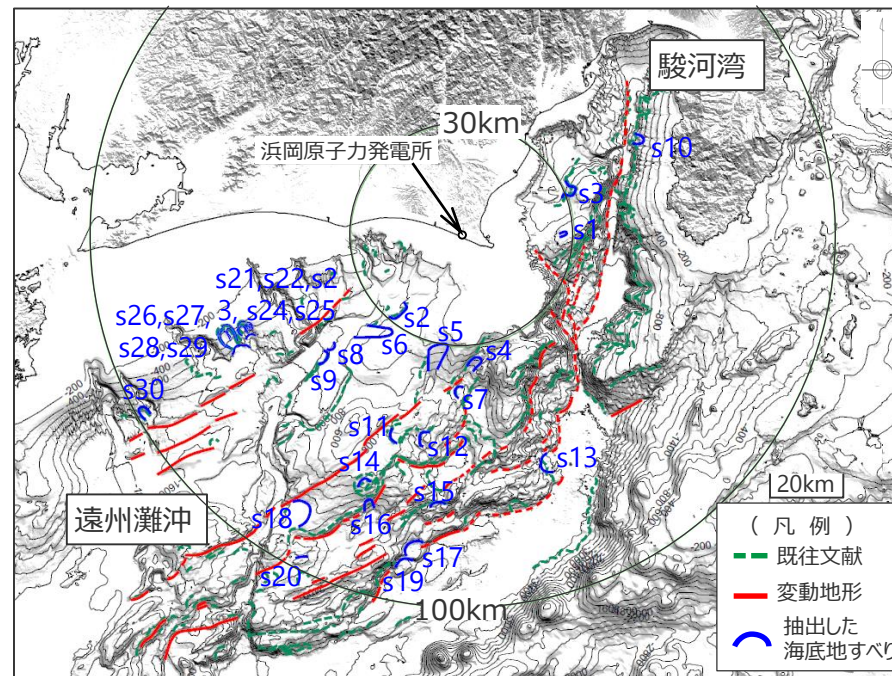 駿河湾
30km
浜岡原子力発電所
s10
s3
s1
s21,s22,s2
s26,s27,
3, s24,s25
s28,s29
s2
s5
s6
s4
s8
s9
s7
s30
s11
s12
s13
s14
s15
20km
遠州灘沖
s18
s16
s17
s20
s19
100km
(凡例)
既往文献
変動地形
抽出した
海底地すべり
-200
-400
-800